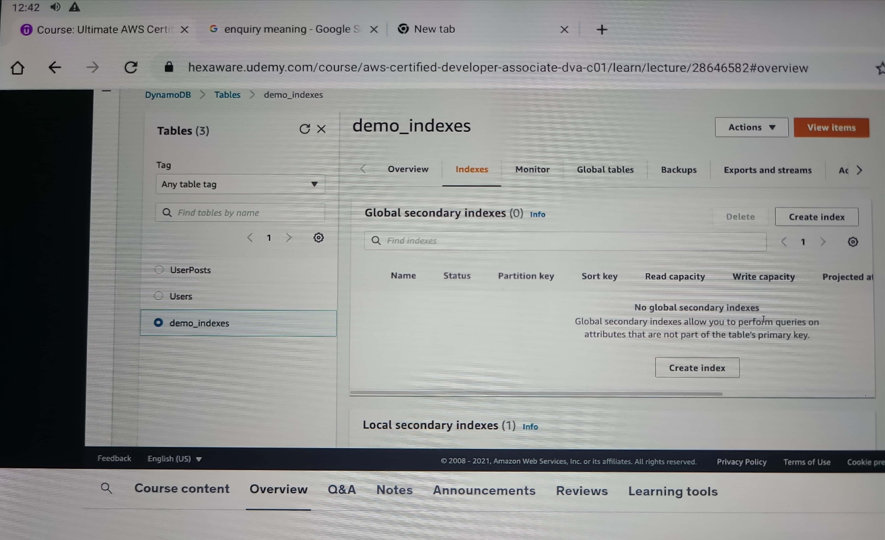 12:42
Course: Ultimate AWS Certi
enquiry meaning - Google S
New tab
hexaware.udemy.com/course/aws-certified-developer-associate-dva-c01/learn/lecture/28646582#overview
DynamoDB > Tables > demo_indexes
Tables (3)
Tag
Any table tag
Find tables by name
1
UserPosts
Users
demo_indexes
demo_indexes
Actions
View items
Overview Indexes Monitor Global tables Backups Exports and streams Ac
Global secondary indexes (0) Info
Delete
Create index
Find indexes
1
Name Status Partition key Sort key Read capacity Write capacity Projected a
No global secondary indexes
Global secondary indexes allow you to perform queries on
attributes that are not part of the table's primary key.
Create index
Local secondary indexes (1) Info
Feedback English (US) © 2008 - 2021, Amazon Web Services, Inc. or its affiliates. All rights reserved. Privacy Policy Terms of Use Cookie pre
Course content Overview Q&A Notes Announcements Reviews Learning tools